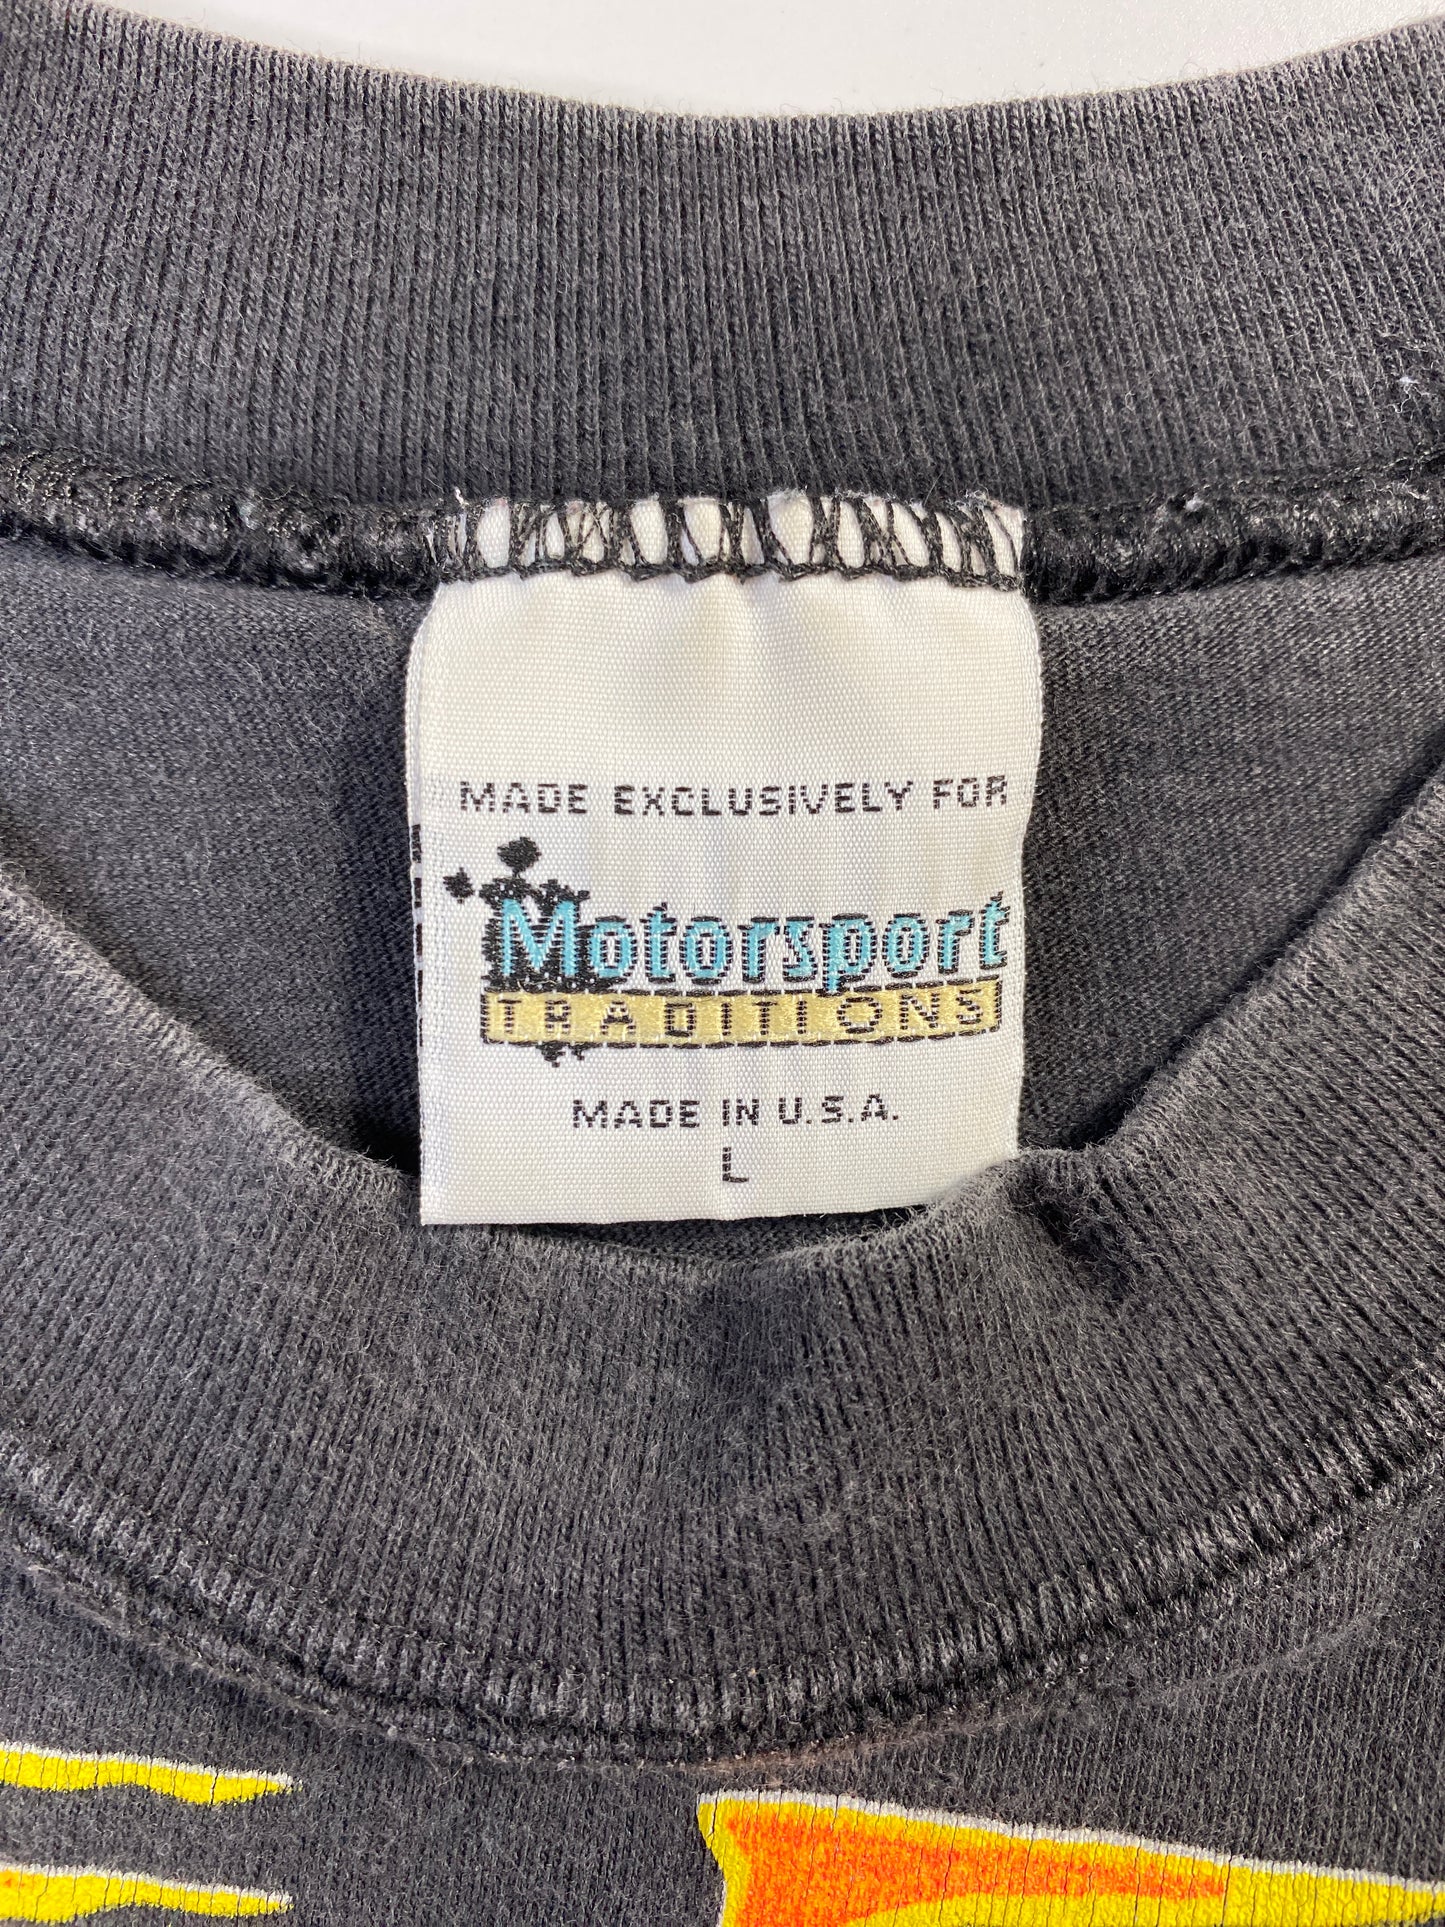 MADE EXCLUSIVELY FOR
Motorsport
TRADITIONS
MADE IN U.S.A.
L